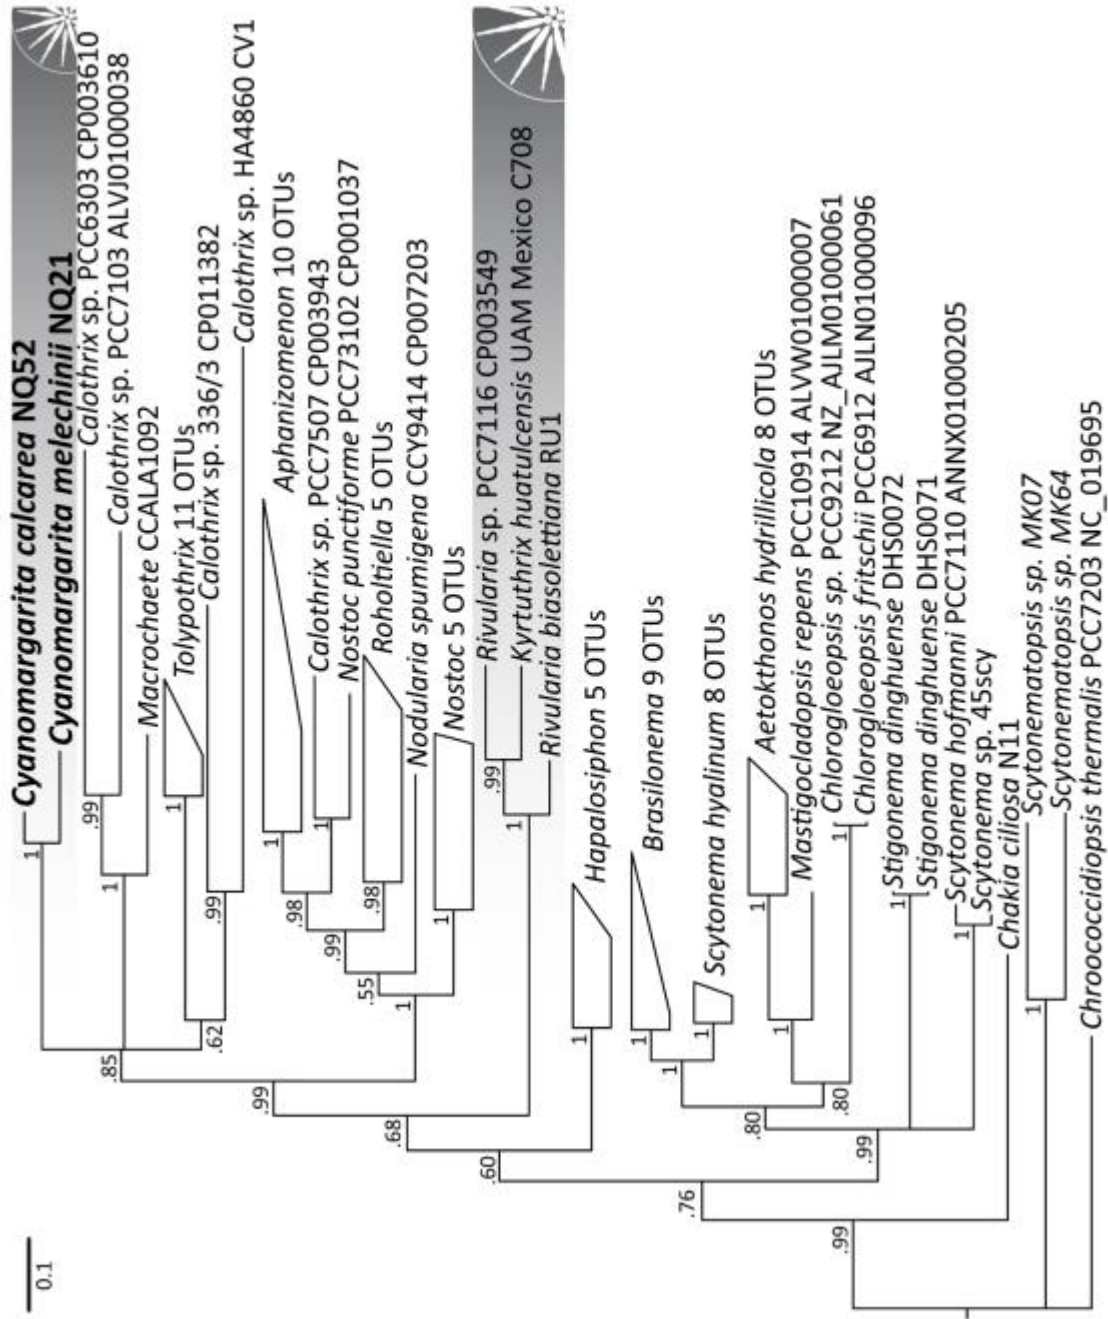 Cyanomargarita calcarea NQ52
1
Cyanomargarita melechinii NQ21
Calothrix sp. PCC6303 CP003610
.99
Calothrix sp. PCC7103 ALVJ01000038
1
Macrochaete CCALA1092
.85
Tolypothrix 11 OTUs
1
Calothrix sp. 336/3 CP011382
.62
.99
Calothrix sp. HA4860 CV1
.99
Aphanizomenon 10 OTUs
1
Calothrix sp. PCC7507 CP003943
.98
1
Nostoc punctiforme PCC73102 CP001037
.99
Roholtiella 5 OTUs
.98
.55
Nodularia spumigena CCY9414 CP007203
1
Nostoc 5 OTUs
1
.68
Rivularia sp. PCC7116 CP003549
.99
Kyrtuthrix huatulcensis UAM Mexico C708
1
Rivularia biasolettiana RU1
.60
Hapalosiphon 5 OTUs
1
Brasilonema 9 OTUs
1
1
Scytonema hyalinum 8 OTUs
1
.76
.80
Aetokthonos hydrillicola 8 OTUs
1
Mastigocladopsis repens PCC10914 ALVW01000007
1
.80
Chlorogloeopsis sp. PCC9212 NZ_AJLM01000061
1
Chlorogloeopsis fritschii PCC6912 AJLN01000096
.99
Stigonema dinghuense DHS0072
1
Stigonema dinghuense DHS0071
Scytonema hofmanni PCC7110 ANNX01000205
1
Scytonema sp. 45scy
.99
Chakia ciliosa N11
Scytonematopsis sp. MK07
1
Scytonematopsis sp. MK64
Chroococcidiopsis thermalis PCC7203 NC_019695
0.1